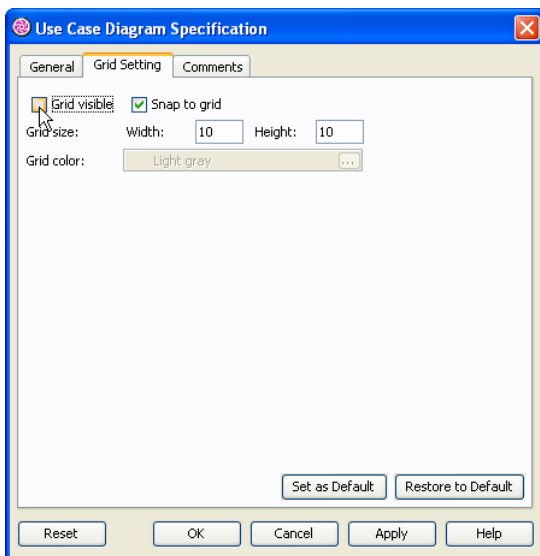 Use Case Diagram Specification
General Grid Setting Comments
Grid visible Snap to grid
Grid size: Width: 10 Height: 10
Grid color: Light gray ...
Set as Default Restore to Default
Reset OK Cancel Apply Help